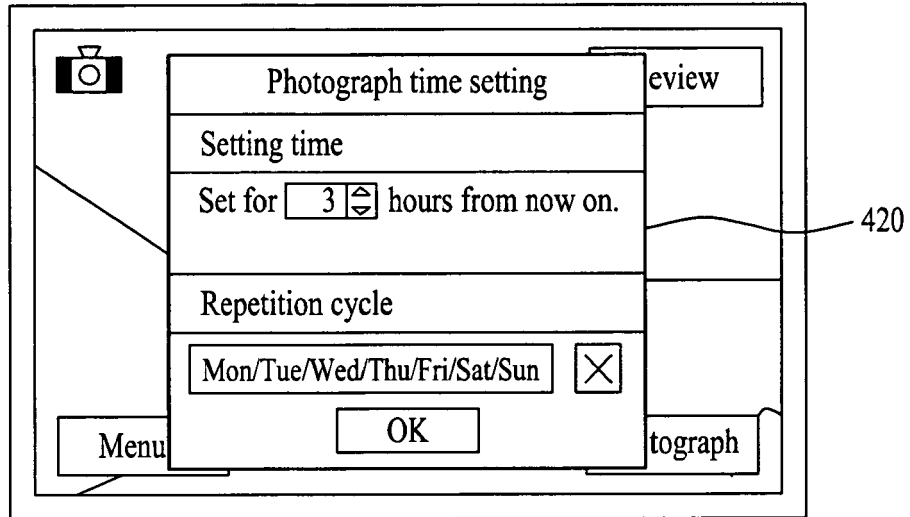 Photograph time setting
eview
Setting time
Set for 3 hours from now on.
420
Repetition cycle
Mon/Tue/Wed/Thu/Fri/Sat/Sun
OK
Menu
tograph